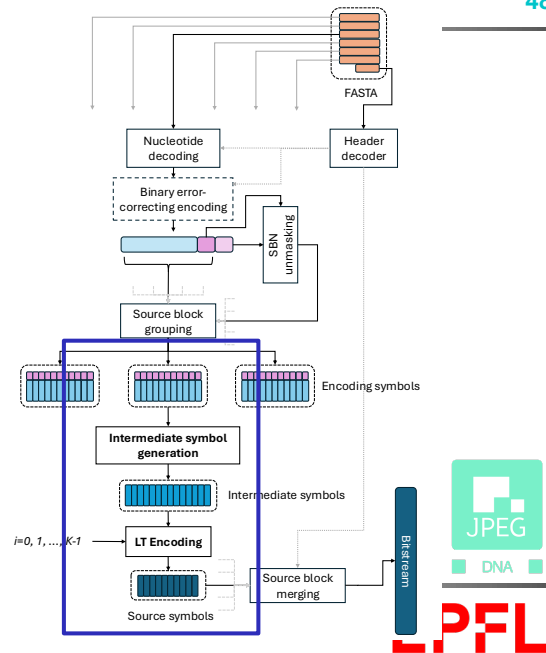 48
FASTA
Nucleotide
decoding
Header
decoder
Binary error-
correcting encoding
SBN
unmasking
Source block
grouping
Encoding symbols
Intermediate symbol
generation
Intermediate symbols
i=0, 1, ..., K-1
LT Encoding
Source symbols
Source block
merging
Bitstream
JPEG
DNA
EPFL